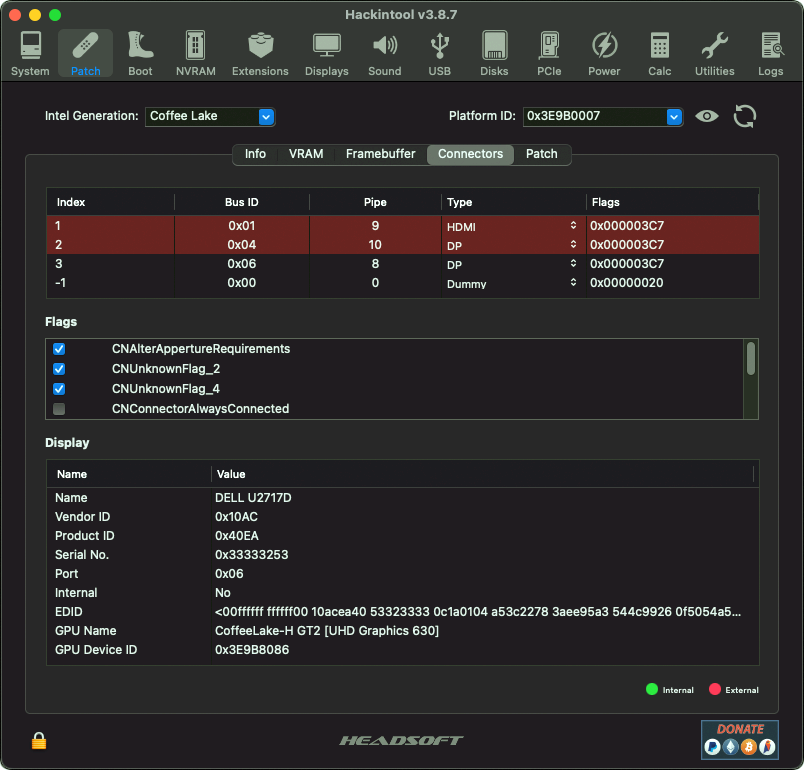 Hackintool v3.8.7
System Patch Boot NVRAM Extensions Displays Sound USB Disks PCIe Power Calc Utilities Logs
Intel Generation: Coffee Lake Platform ID: 0x3E9B0007
Info VRAM Framebuffer Connectors Patch
Index Bus ID Pipe Type Flags
1 0x01 9 HDMI 0x000003C7
2 0x04 10 DP 0x000003C7
3 0x06 8 DP 0x000003C7
-1 0x00 0 Dummy 0x00000020
Flags
CNAlterAppertureRequirements
CNUnknownFlag_2
CNUnknownFlag_4
CNConnectorAlwaysConnected
Display
Name Value
Name DELL U2717D
Vendor ID 0x10AC
Product ID 0x40EA
Serial No. 0x33333253
Port 0x06
Internal No
EDID <00ffffff ffffff00 10acea40 53323333 0c1a0104 a53c2278 3aee95a3 544c9926 0f5054a5...
GPU Name CoffeeLake-H GT2 [UHD Graphics 630]
GPU Device ID 0x3E9B8086
Internal External
HEADSOFT
DONATE